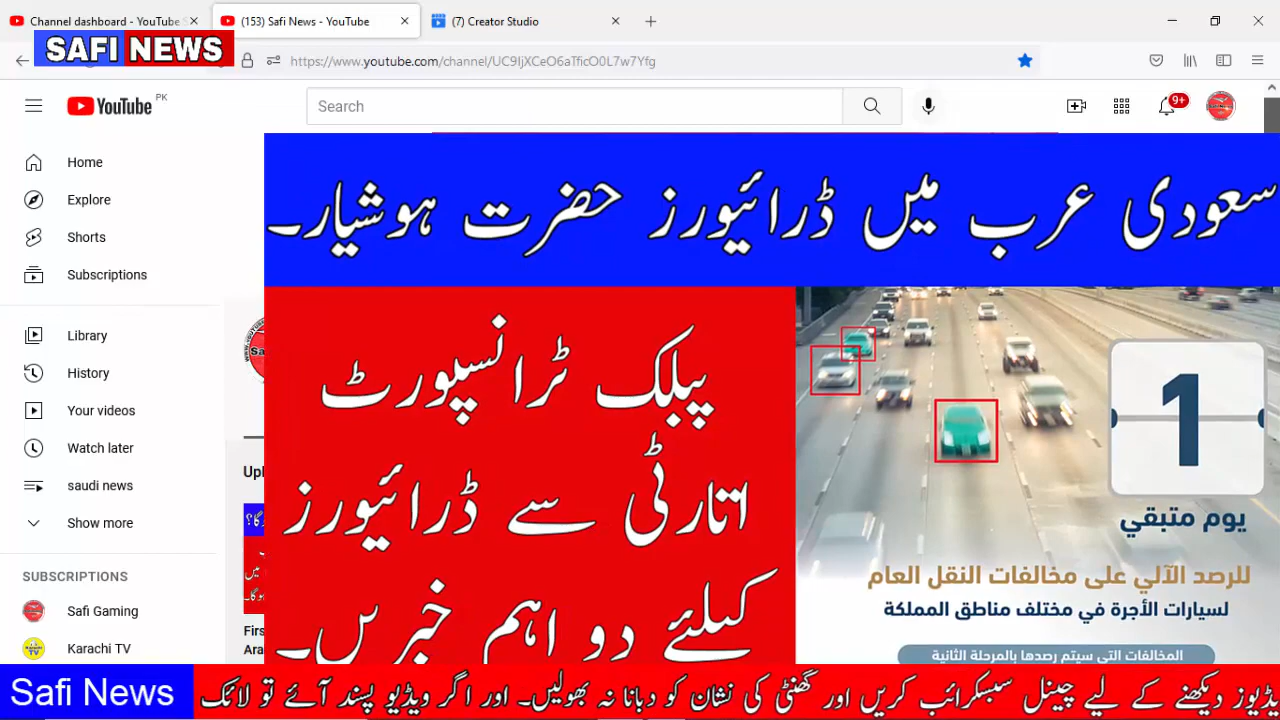 Channel dashboard - YouTube S
(153) Safi News - YouTube
(7) Creator Studio
SAFI NEWS
https://www.youtube.com/channel/UC9IjXCeO6aTficO0L7w7Yfg
YouTube PK
Search
9+
Home
Explore
Shorts
Subscriptions
Library
History
Your videos
Watch later
saudi news
Show more
SUBSCRIPTIONS
Safi Gaming
Karachi TV
سعودی عرب میں ڈرائیورز حضرت ہوشیار۔
پبلک ٹرانسپورٹ
اتارٹی سے ڈرائیورز
کیلئے دو اہم خبریں۔
1
يوم متبقي
للرصد الآلي على مخالفات النقل العام
لسيارات الأجرة في مختلف مناطق المملكة
المخالفات التي سيتم رصدها بالمرحلة الثانية
Upl
Firs
Ara
Safi News
دیکھنے کے لیے چینل سبسکرائب کریں اور گھنٹی کی نشان کو دبانا نہ بھولیں۔ اور اگر ویڈیو پسند آئے تو لائک